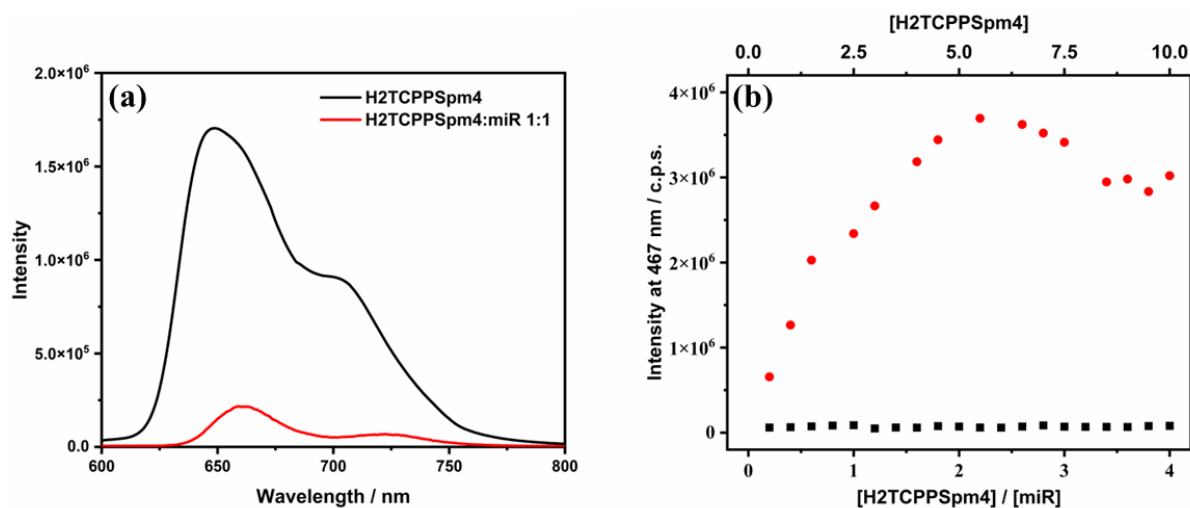 (a)
H2TCPPSpm4
H2TCPPSpm4:miR 1:1
2.0×10⁶
1.5×10⁶
1.0×10⁶
5.0×10⁵
0.0
Intensity
600 650 700 750 800
Wavelength / nm
[H2TCPPSpm4]
0.0 2.5 5.0 7.5 10.0
(b)
4×10⁶
3×10⁶
2×10⁶
1×10⁶
0
Intensity at 467 nm / c.p.s.
0 1 2 3 4
[H2TCPPSpm4] / [miR]